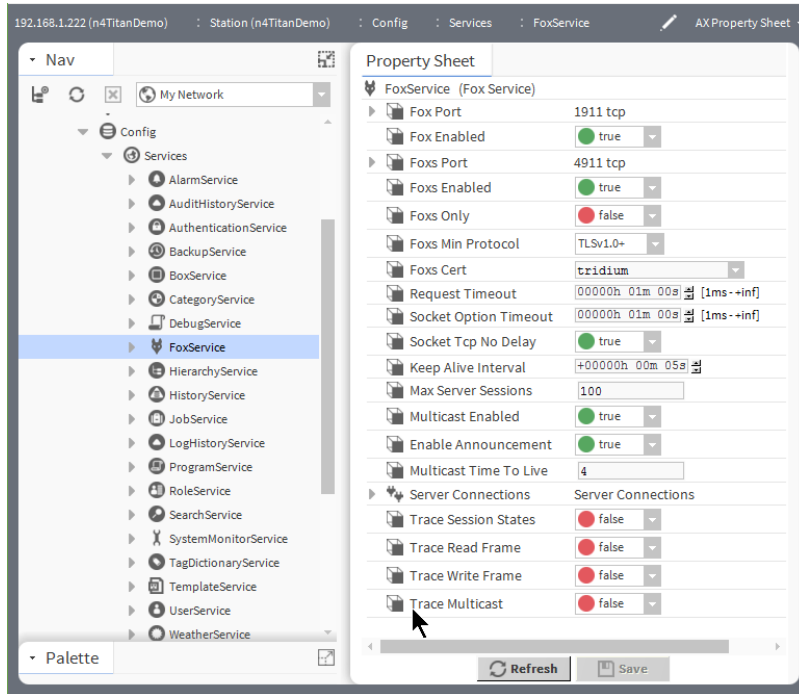 192.168.1.222 (n4TitanDemo) : Station (n4TitanDemo) : Config : Services : FoxService AX Property Sheet
Nav
My Network
Config
Services
AlarmService
AuditHistoryService
AuthenticationService
BackupService
BoxService
CategoryService
DebugService
FoxService
HierarchyService
HistoryService
JobService
LogHistoryService
ProgramService
RoleService
SearchService
SystemMonitorService
TagDictionaryService
TemplateService
UserService
WeatherService
Palette
Property Sheet
FoxService (Fox Service)
Fox Port 1911 tcp
Fox Enabled true
Foxs Port 4911 tcp
Foxs Enabled true
Foxs Only false
Foxs Min Protocol TLSv1.0+
Foxs Cert tridium
Request Timeout 00000h 01m 00s [1ms-+inf]
Socket Option Timeout 00000h 01m 00s [1ms-+inf]
Socket Tcp No Delay true
Keep Alive Interval +00000h 00m 05s
Max Server Sessions 100
Multicast Enabled true
Enable Announcement true
Multicast Time To Live 4
Server Connections Server Connections
Trace Session States false
Trace Read Frame false
Trace Write Frame false
Trace Multicast false
Refresh Save